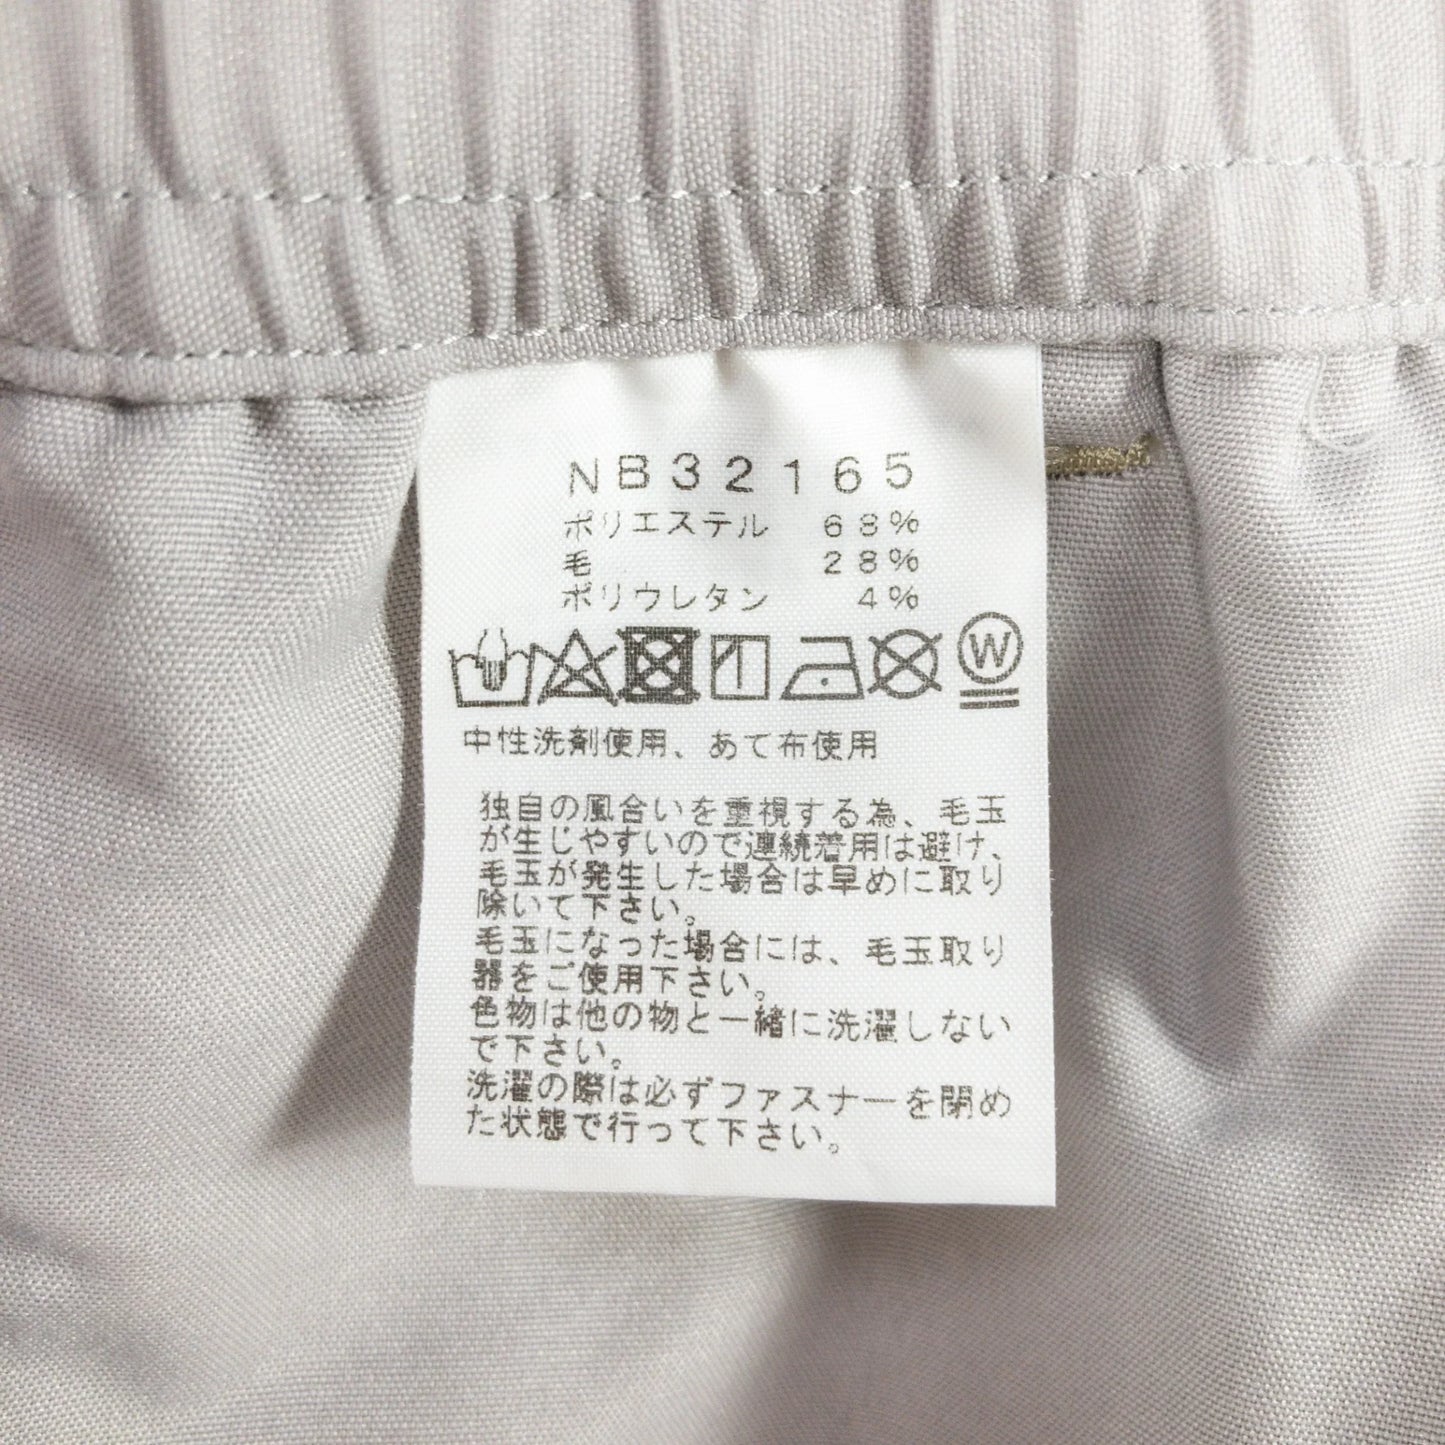 NB32165
ポリエステル 68%
毛 28%
ポリウレタン 4%
W
中性洗剤使用、あて布使用
独自の風合いを重視する為、毛玉
が生じやすいので連続着用は避け、
毛玉が発生した場合は早めに取り
除いて下さい。
毛玉になった場合には、毛玉取り
器をご使用下さい。
色物は他の物と一緒に洗濯しない
で下さい。
洗濯の際は必ずファスナーを閉め
た状態で行って下さい。